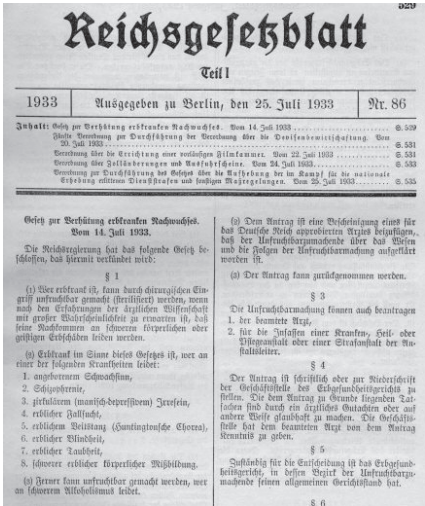 529
Reichsgesetzblatt
Teil I
1933
Ausgegeben zu Berlin, den 25. Juli 1933
Nr. 86
Inhalt: Gesetz zur Verhütung erbkranken Nachwuchses. Vom 14. Juli 1933 S. 529
Fünfte Verordnung zur Durchführung der Verordnung über die Devisenbewirtschaftung. Vom
20. Juli 1933 S. 531
Verordnung über die Errichtung einer vorläufigen Filmkammer. Vom 22. Juli 1933 S. 531
Verordnung über Zolländerungen und Ausfuhrscheine. Vom 24. Juli 1933 S. 533
Verordnung zur Durchführung des Gesetzes über die Aufhebung der im Kampf für die nationale
Erhebung erlittenen Dienststrafen und sonstigen Maßregelungen. Vom 25. Juli 1933 S. 535
Gesetz zur Verhütung erbkranken Nachwuchses.
Vom 14. Juli 1933.
Die Reichsregierung hat das folgende Gesetz be-
schlossen, das hiermit verkündet wird:
§ 1
(1) Wer erbkrank ist, kann durch chirurgischen Ein-
griff unfruchtbar gemacht (sterilisiert) werden, wenn
nach den Erfahrungen der ärztlichen Wissenschaft
mit großer Wahrscheinlichkeit zu erwarten ist, daß
seine Nachkommen an schweren körperlichen oder
geistigen Erbschäden leiden werden.
(2) Erbkrank im Sinne dieses Gesetzes ist, wer an
einer der folgenden Krankheiten leidet:
1. angeborenem Schwachsinn,
2. Schizophrenie,
3. zirkulärem (manisch-depressivem) Irresein,
4. erblicher Fallsucht,
5. erblichem Veitstanz (Huntingtonsche Chorea),
6. erblicher Blindheit,
7. erblicher Taubheit,
8. schwerer erblicher körperlicher Mißbildung.
(3) Ferner kann unfruchtbar gemacht werden, wer
an schwerem Alkoholismus leidet.
(2) Dem Antrag ist eine Bescheinigung eines für
das Deutsche Reich approbierten Arztes beizufügen,
daß der Unfruchtbarzumachende über das Wesen
und die Folgen der Unfruchtbarmachung aufgeklärt
worden ist.
(3) Der Antrag kann zurückgenommen werden.
§ 3
Die Unfruchtbarmachung können auch beantragen
1. der beamtete Arzt,
2. für die Insassen einer Kranken-, Heil- oder
Pflegeanstalt oder einer Strafanstalt der An-
staltsleiter.
§ 4
Der Antrag ist schriftlich oder zur Niederschrift
der Geschäftsstelle des Erbgesundheitsgerichts zu
stellen. Die dem Antrag zu Grunde liegenden Tat-
sachen sind durch ein ärztliches Gutachten oder auf
andere Weise glaubhaft zu machen. Die Geschäfts-
stelle hat dem beamteten Arzt von dem Antrag
Kenntnis zu geben.
§ 5
Zuständig für die Entscheidung ist das Erbgesund-
heitsgericht, in dessen Bezirk der Unfruchtbarzu-
machende seinen allgemeinen Gerichtsstand hat.
§ 6